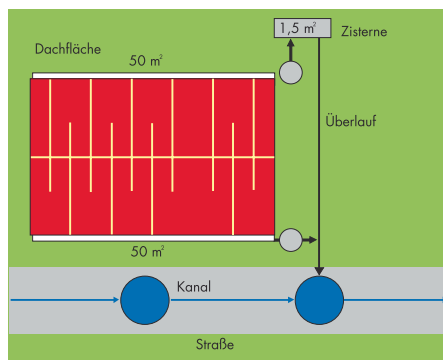 1,5 m²
Zisterne
Dachfläche
50 m²
Überlauf
50 m²
Kanal
Straße